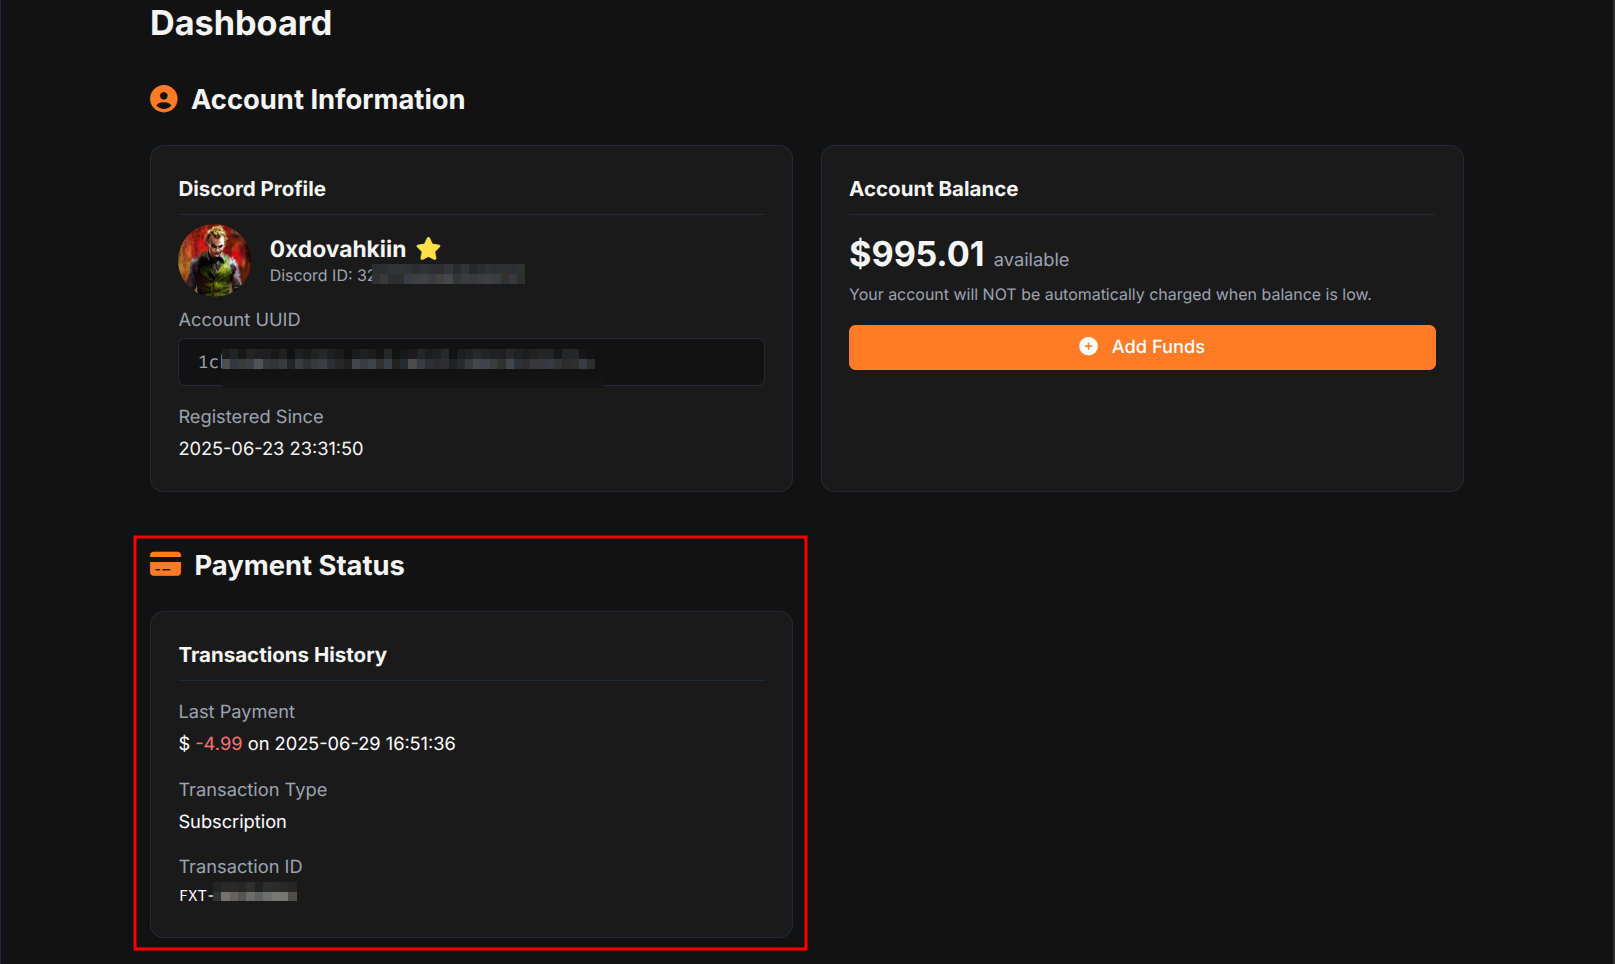 Dashboard
Account Information
Discord Profile
0xdovahkiin
Discord ID: 32
Account UUID
1c
Registered Since
2025-06-23 23:31:50
Account Balance
$995.01 available
Your account will NOT be automatically charged when balance is low.
Add Funds
Payment Status
Transactions History
Last Payment
$ -4.99 on 2025-06-29 16:51:36
Transaction Type
Subscription
Transaction ID
FXT-